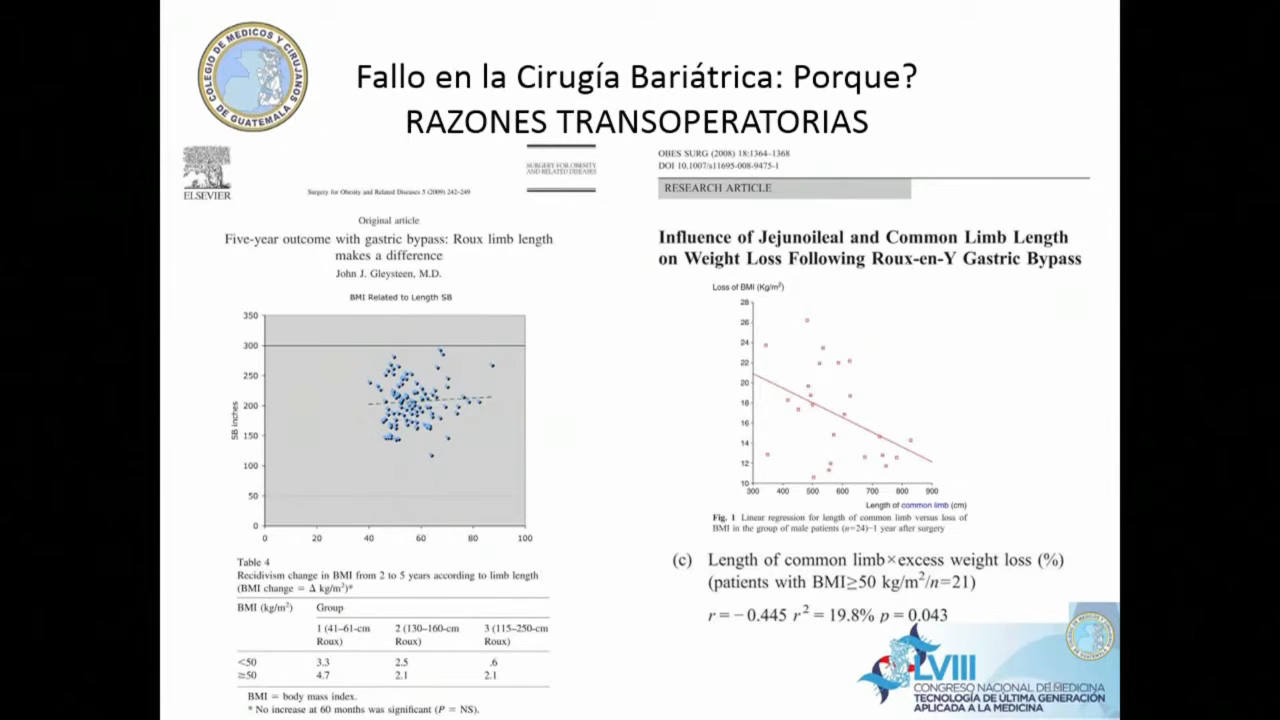 COLEGIO DE MEDICOS Y CIRUJANOS
DE GUATEMALA
Fallo en la Cirugía Bariátrica: Porque?
RAZONES TRANSOPERATORIAS
ELSEVIER
SURGERY FOR OBESITY
AND RELATED DISEASES
Surgery for Obesity and Related Diseases 5 (2009) 242–249
Original article
Five-year outcome with gastric bypass: Roux limb length
makes a difference
John J. Gleysteen, M.D.
BMI Related to Length SB
350
300
250
200
150
100
50
0
SB inches
0 20 40 60 80 100
Table 4
Recidivism change in BMI from 2 to 5 years according to limb length
(BMI change = Δ kg/m²)*
BMI (kg/m²) Group
1 (41–61-cm 2 (130–160-cm 3 (115–250-cm
Roux) Roux) Roux)
<50 3.3 2.5 .6
≥50 4.7 2.1 2.1
BMI = body mass index.
* No increase at 60 months was significant (P = NS).
OBES SURG (2008) 18:1364–1368
DOI 10.1007/s11695-008-9475-1
RESEARCH ARTICLE
Influence of Jejunoileal and Common Limb Length
on Weight Loss Following Roux-en-Y Gastric Bypass
Loss of BMI (Kg/m²)
28
26
24
22
20
18
16
14
12
10
300 400 500 600 700 800 900
Length of common limb (cm)
Fig. 1 Linear regression for length of common limb versus loss of
BMI in the group of male patients (n=24)–1 year after surgery
(c) Length of common limb×excess weight loss (%)
(patients with BMI≥50 kg/m²/n=21)
r=−0.445 r²=19.8% p=0.043
LVIII
CONGRESO NACIONAL DE MEDICINA
TECNOLOGÍA DE ÚLTIMA GENERACIÓN
APLICADA A LA MEDICINA